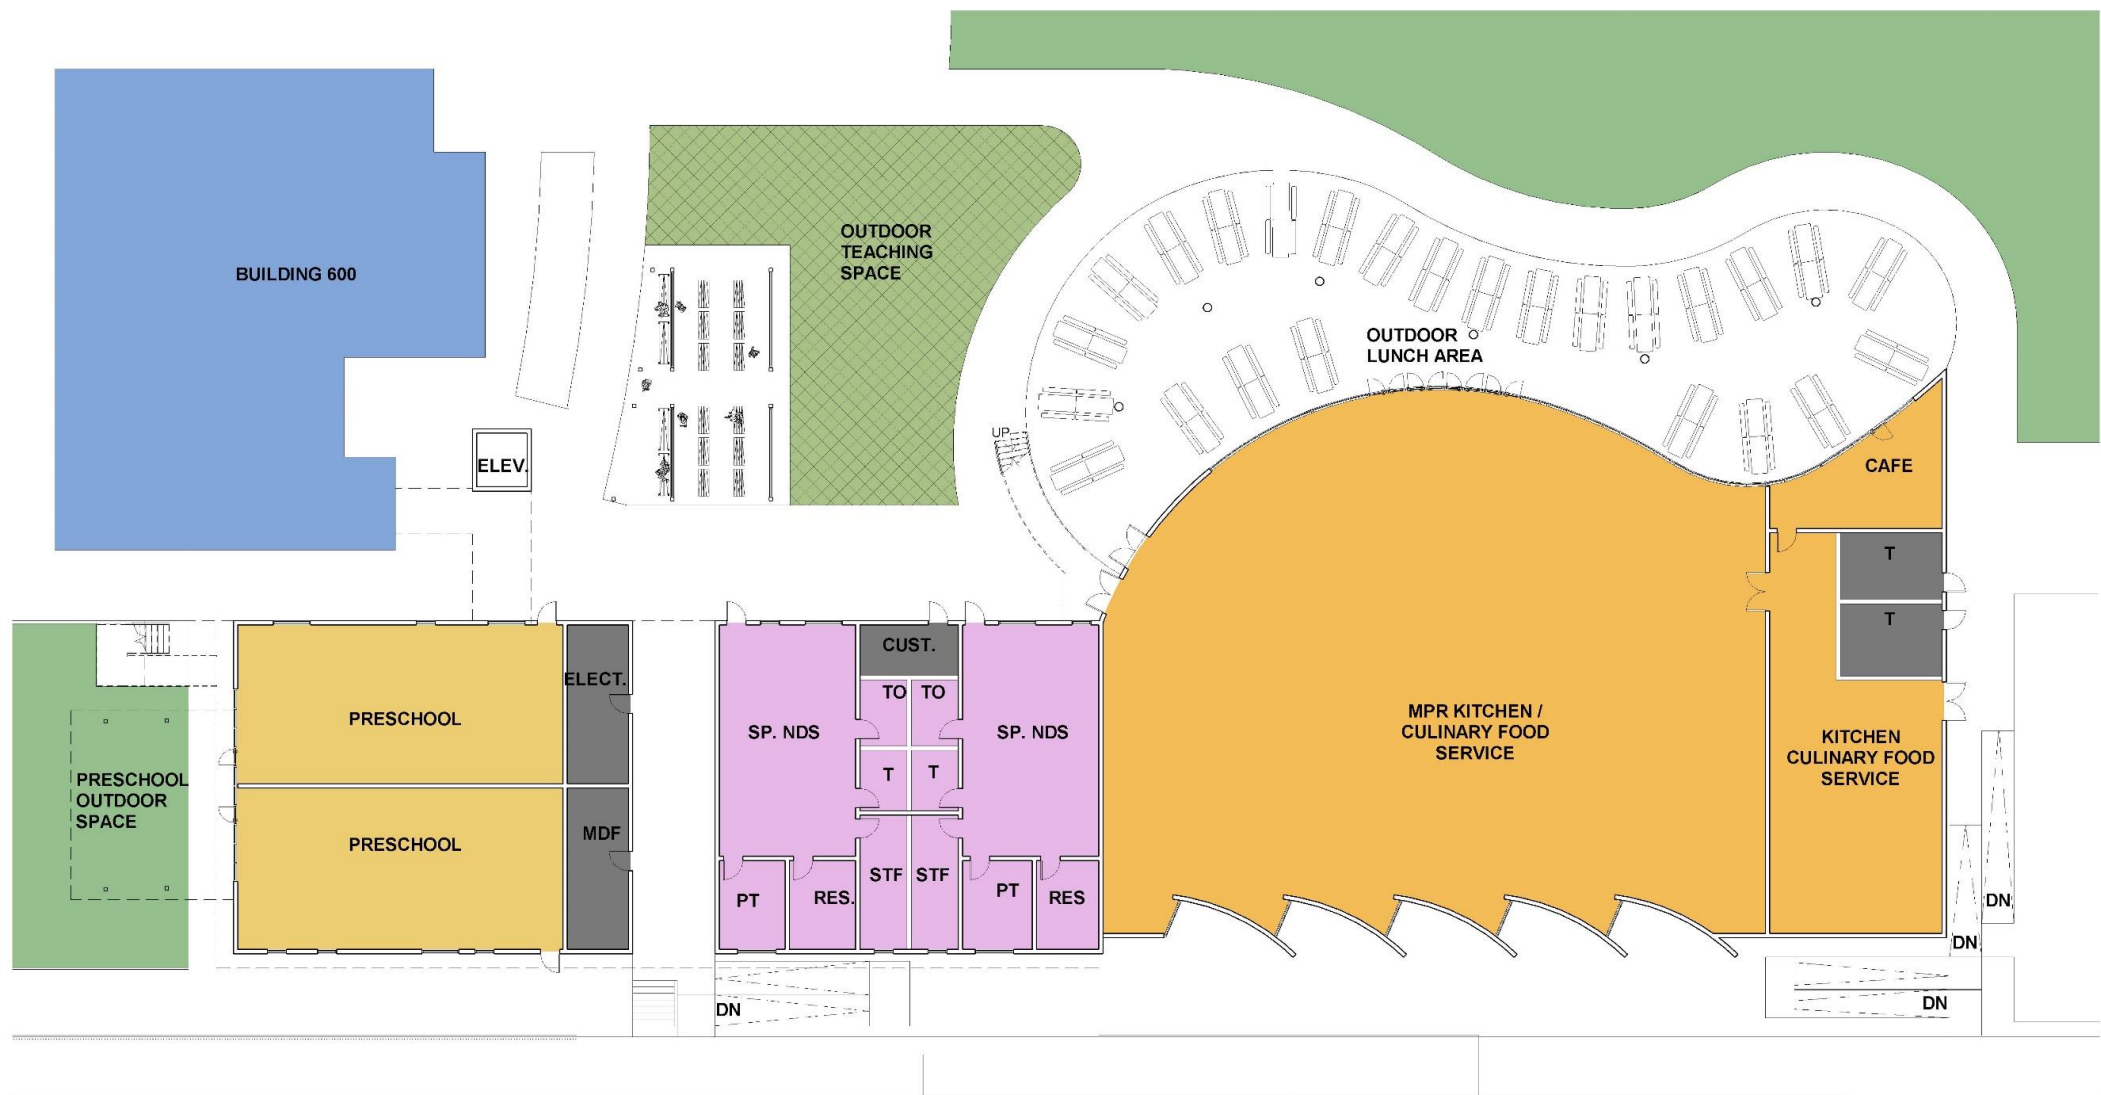 BUILDING 600
OUTDOOR
TEACHING
SPACE
OUTDOOR
LUNCH AREA
UP
ELEV.
CAFE
T
T
CUST.
ELECT.
TO
TO
PRESCHOOL
SP. NDS
SP. NDS
MPR KITCHEN /
CULINARY FOOD
SERVICE
KITCHEN
CULINARY FOOD
SERVICE
T
T
PRESCHOOL
OUTDOOR
SPACE
MDF
PRESCHOOL
STF
STF
PT
RES.
PT
RES
DN
DN
DN
DN